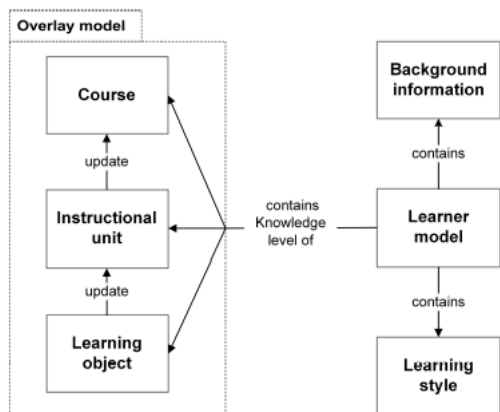 Overlay model
Course
update
Instructional
unit
update
Learning
object
contains
Knowledge
level of
Background
information
contains
Learner
model
contains
Learning
style